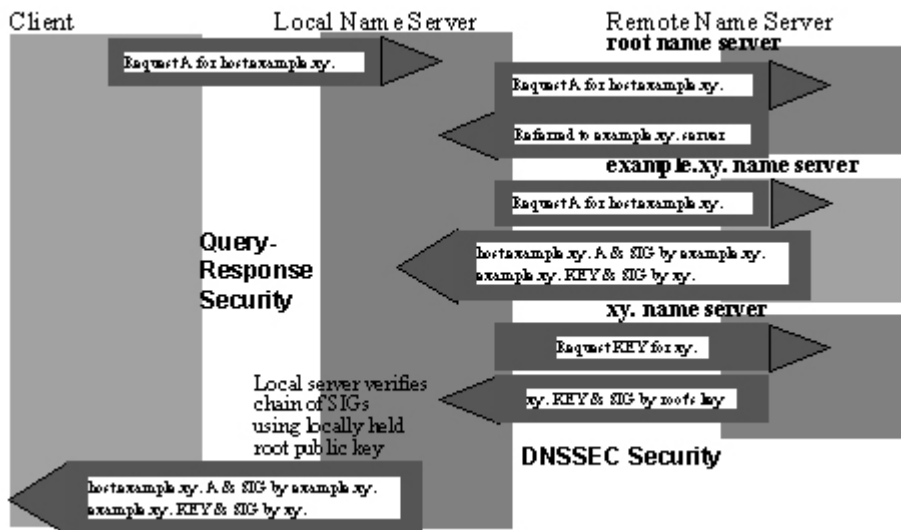 Client
Local Name Server
Remote Name Server
root name server
Request A for host.example.xy.
Request A for host.example.xy.
Referred to example.xy. server
example.xy. name server
Request A for host.example.xy.
Query-
Response
Security
host.example.xy. A & SIG by example.xy.
example.xy. KEY & SIG by xy.
xy. name server
Request KEY for xy.
Local server verifies
chain of SIGs
using locally held
root public key
xy. KEY & SIG by roots key
DNSSEC Security
host.example.xy. A & SIG by example.xy.
example.xy. KEY & SIG by xy.